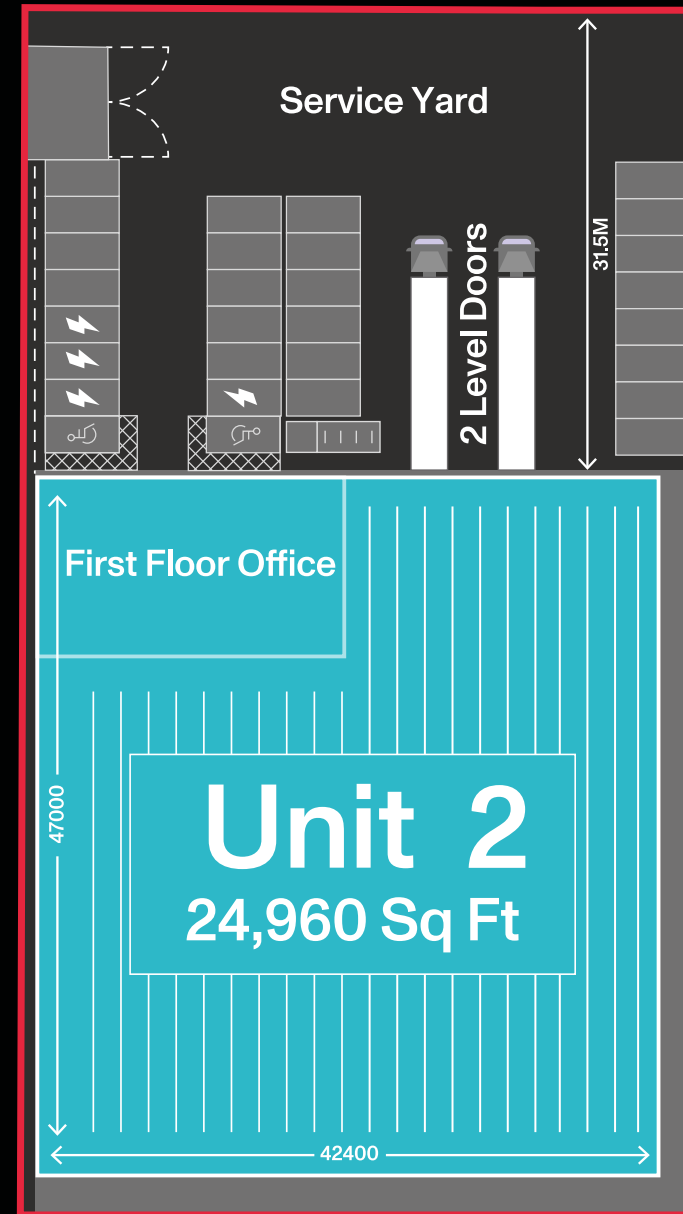 Service Yard
31.5M
2 Level Doors
First Floor Office
47000
Unit 2
24,960 Sq Ft
42400